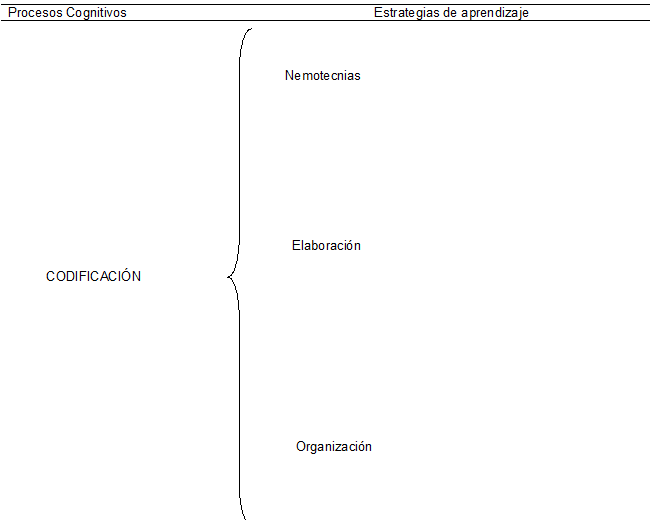 Procesos Cognitivos Estrategias de aprendizaje
Nemotecnias
Elaboración
CODIFICACIÓN
Organización